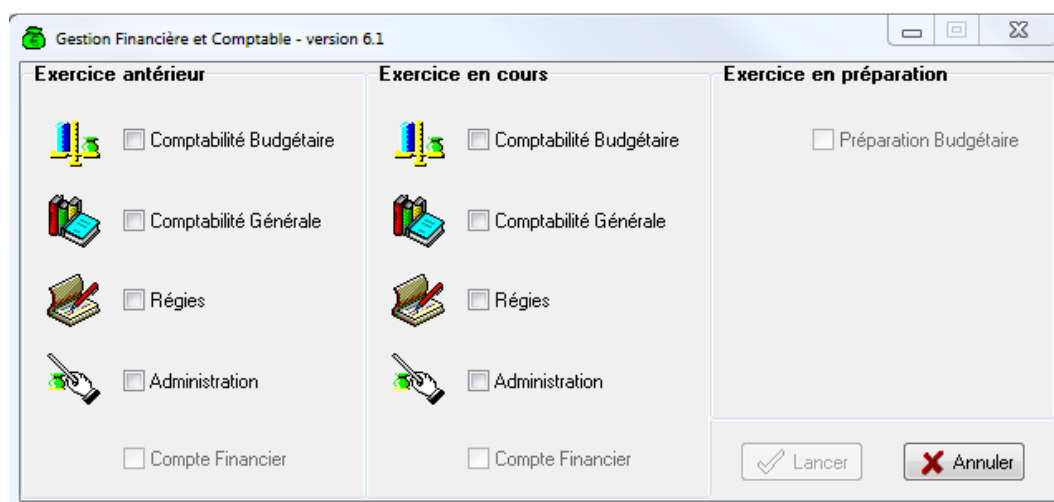 Gestion Financière et Comptable - version 6.1
Exercice antérieur
Comptabilité Budgétaire
Comptabilité Générale
Régies
Administration
Compte Financier
Exercice en cours
Comptabilité Budgétaire
Comptabilité Générale
Régies
Administration
Compte Financier
Exercice en préparation
Préparation Budgétaire
Lancer
Annuler